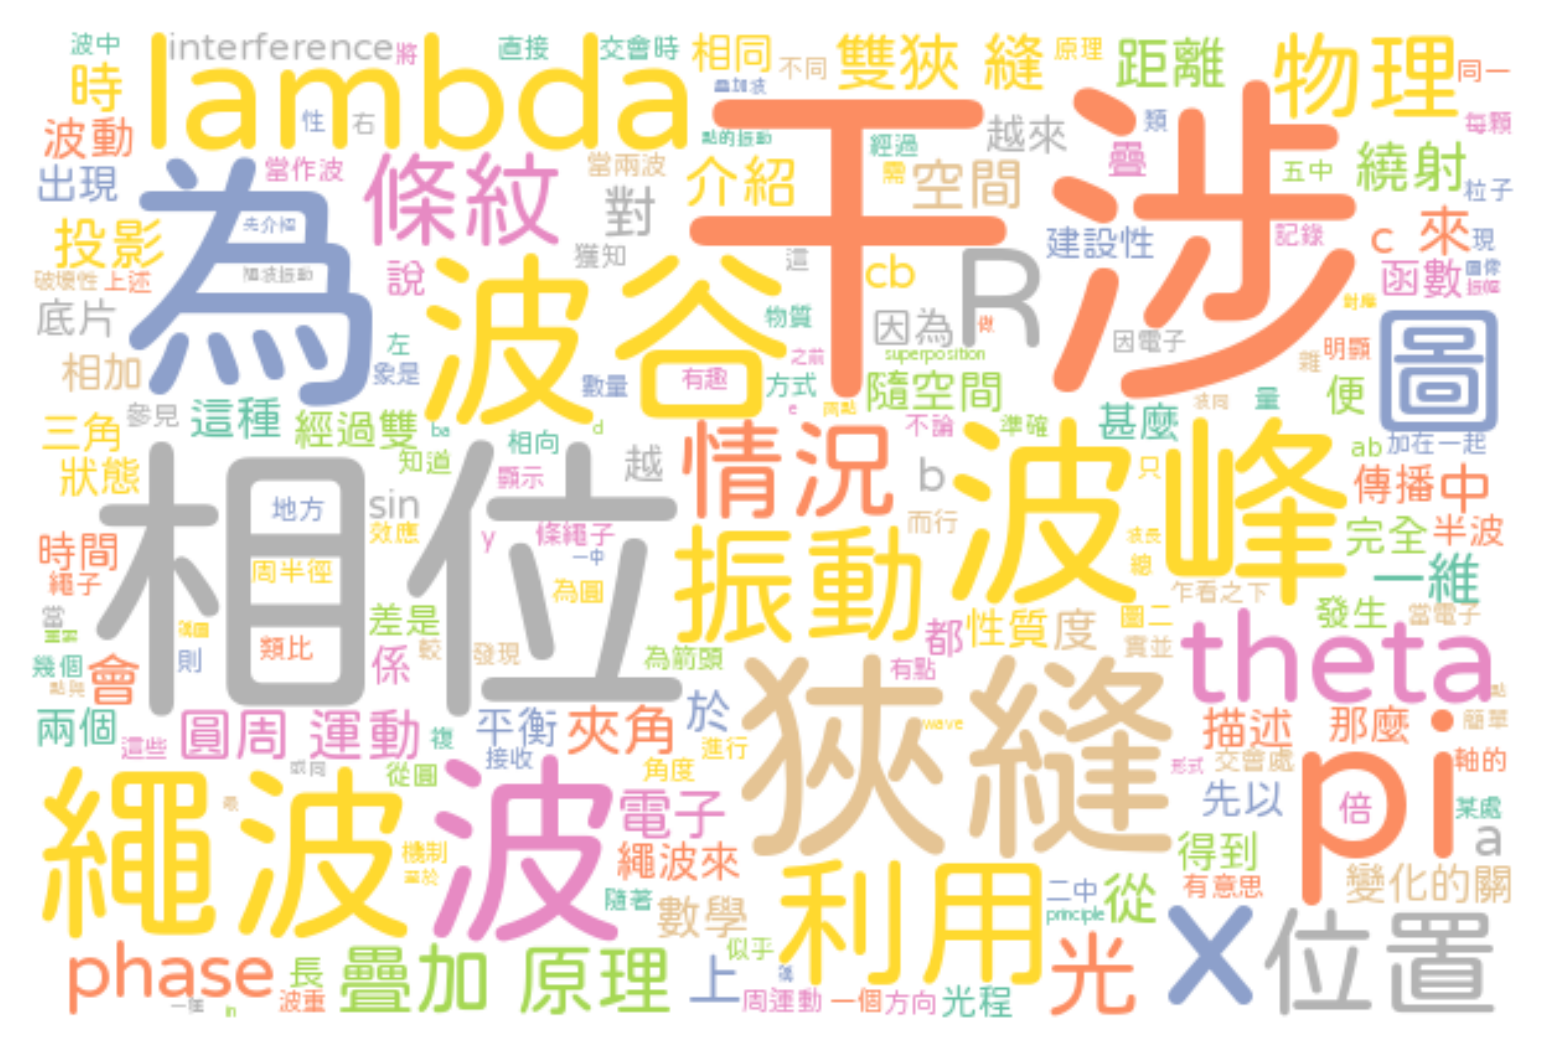 波中 interference 將 直接 交會時 相同 不同 雙狹 縫 原理 距離 物理 同一
時 lambda 疊加波 干涉
波動 性 右 點的振動 經過 越來 類 每顆
出現 為 當作波 條紋 當兩波 介紹 需 空間 疊 五中 繞射 粒子
投影 先介紹 對 建設性 記錄 c 來 現
破壞性 上述 說 波谷 獲知 這 cb R 函數 圖像 振幅
底片 左 物質 因為 做 因電子 圖
相加 象是 數量 有趣 之前 方式 superposition 雜 明顯
三角 參見 這種 經過雙 ba 相向 d e 兩點 隨空間 不論 準確 甚麼 波同 量 便
狀態 相位 知道 顯示 越 情況 b 波峰 只 ab 加在一起
地方 sin 傳播中
時間 效應 y 條繩子 振動 而行 波長 完全 半波
繩子 周半徑 一中 為圓 總 乍看之下 一維
當 差是 都 性質 度 圖二 發生 當電子
幾個 會 則 類比 係 較 發現 為箭頭 有點 實並 theta
點與 兩個 這些 圓周 運動 複 平衡 夾角 於 狹縫 wave 描述 那麼 點 簡單
或同 從圓 接收 角度 進行 形式 交會處 pi 軸的
繩波 最 波 電子 先以 倍 某處
機制 繩波來 得到 a
至於 隨著 數學 利用 二中 從 有意思 變化的關
principle
phase 長 疊加 原理 似乎 上 光 x 位置
一種 in 波重 周運動 一個 方向 光程